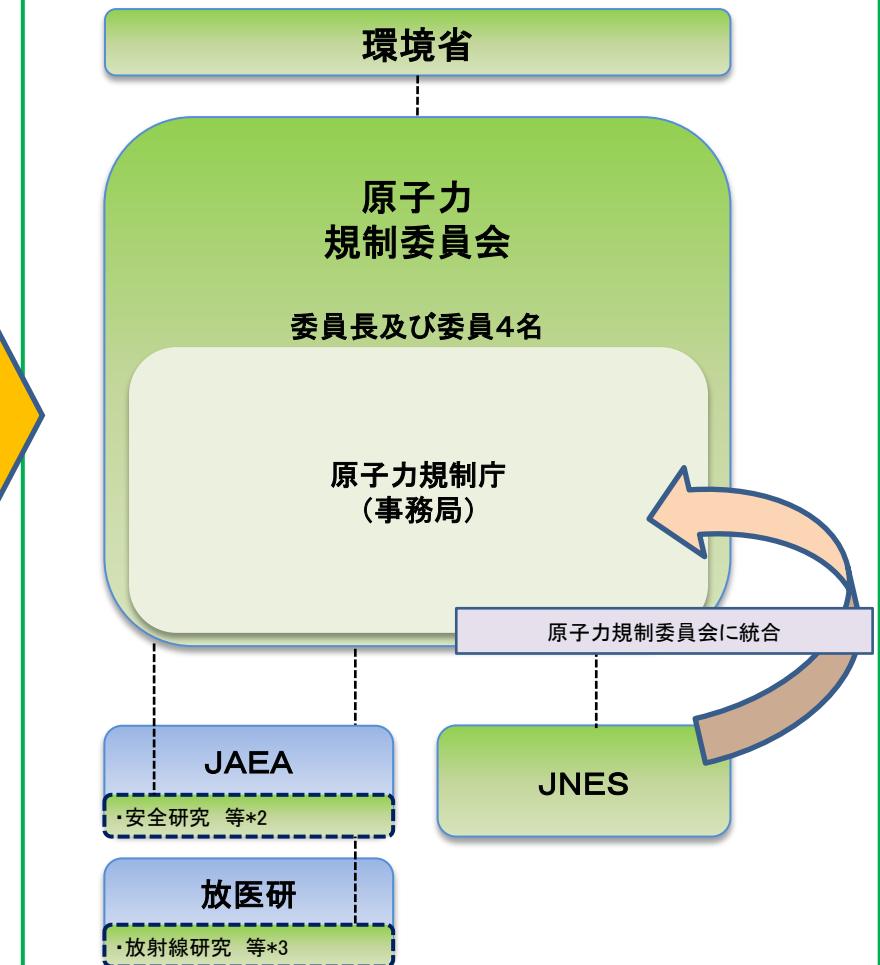 環境省
原子力
規制委員会
委員長及び委員4名
原子力規制庁
（事務局）
原子力規制委員会に統合
JAEA
・安全研究 等*2
JNES
放医研
・放射線研究 等*3